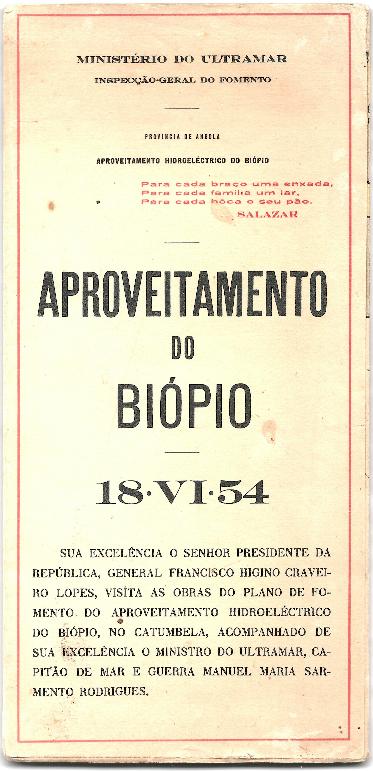 MINISTÉRIO DO ULTRAMAR
INSPECÇÃO-GERAL DO FOMENTO
PROVINCIA DE ANGOLA
APROVEITAMENTO HIDROELÉCTRICO DO BIÓPIO
Para cada braço uma enxada,
Para cada família um lar,
Para cada bôca o seu pão.
SALAZAR
APROVEITAMENTO
DO
BIÓPIO
18·VI·54
SUA EXCELÊNCIA O SENHOR PRESIDENTE DA
REPÚBLICA, GENERAL FRANCISCO HIGINO CRAVEI-
RO LOPES, VISITA AS OBRAS DO PLANO DE FO-
MENTO DO APROVEITAMENTO HIDROELÉCTRICO
DO BIÓPIO, NO CATUMBELA, ACOMPANHADO DE
SUA EXCELÊNCIA O MINISTRO DO ULTRAMAR, CA-
PITÃO DE MAR E GUERRA MANUEL MARIA SAR-
MENTO RODRIGUES.